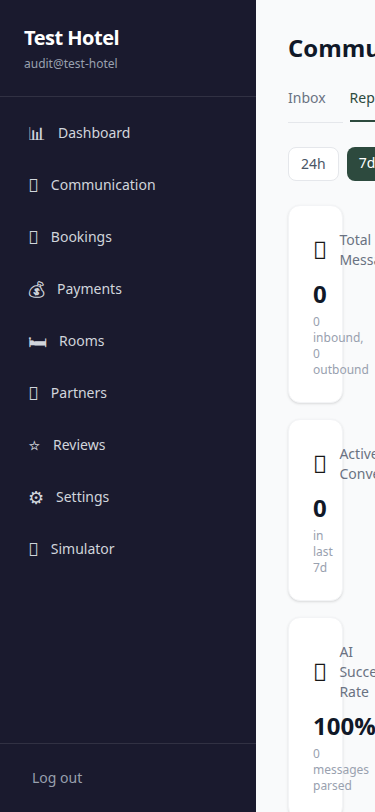 Test Hotel
audit@test-hotel
Dashboard
Communication
Bookings
Payments
Rooms
Partners
Reviews
Settings
Simulator
Log out
Commu
Inbox Rep
24h 7d
Total
Messa
0
0
inbound,
0
outbound
Active
Conve
0
in
last
7d
AI
Succe
Rate
100%
0
messages
parsed